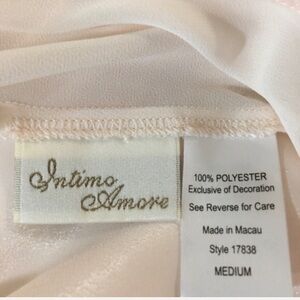 Intimo
Amore
100% POLYESTER
Exclusive of Decoration
See Reverse for Care
Made in Macau
Style 17838
MEDIUM